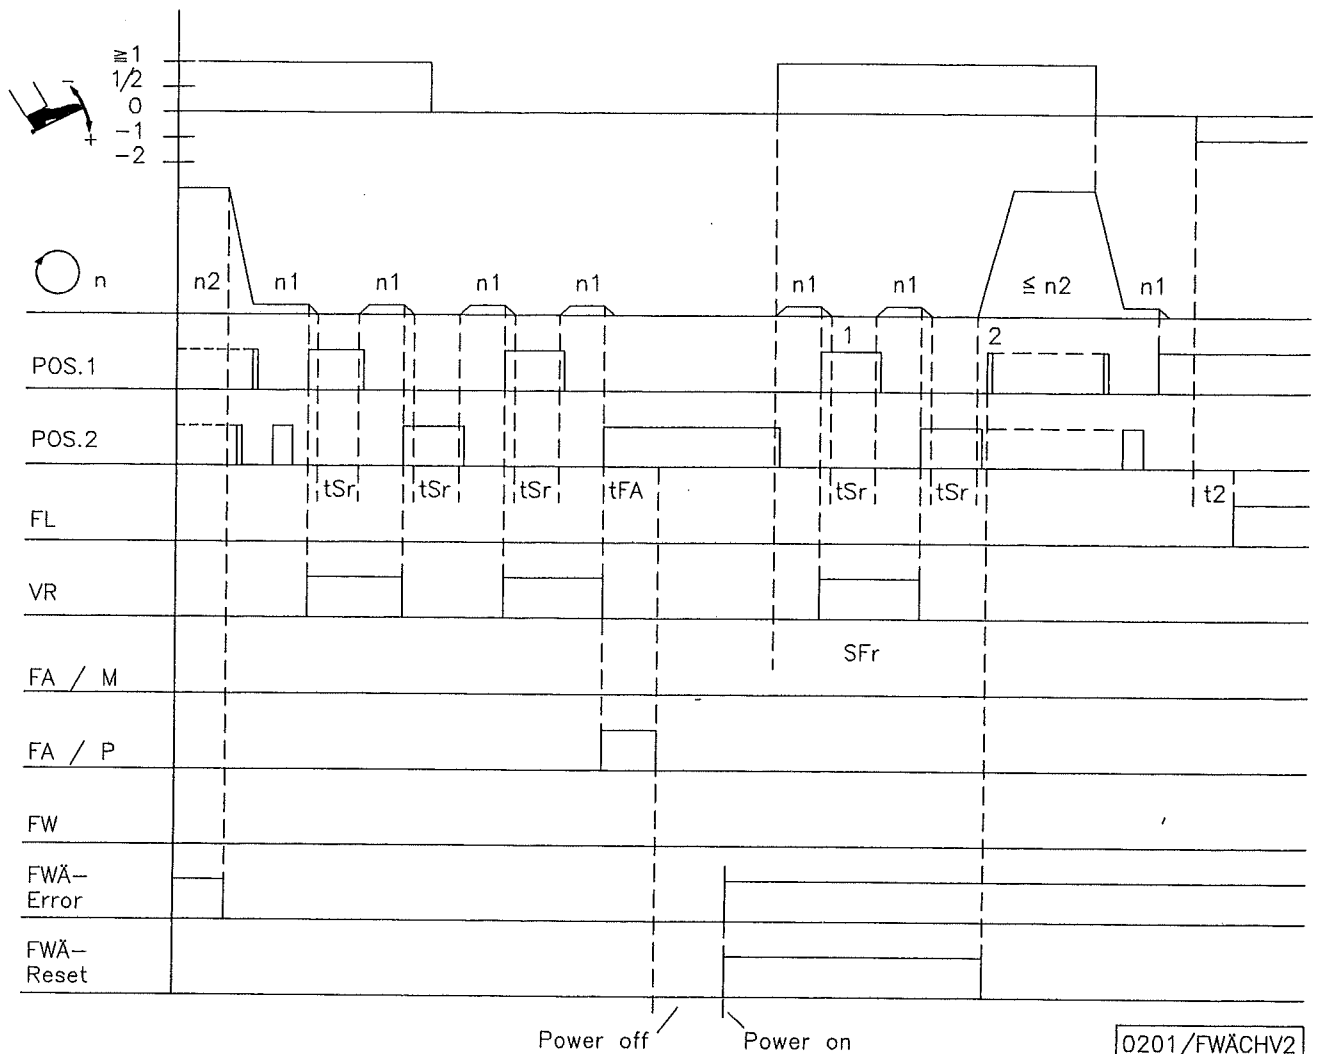 ≧1
1/2
0
−1
−2
−
+
n
n2
n1
n1
n1
n1
n1
n1
≦ n2
n1
POS.1
1
2
POS.2
tSr
tSr
tSr
tFA
tSr
tSr
t2
FL
VR
SFr
FA / M
FA / P
FW
FWÄ−
Error
FWÄ−
Reset
Power off
Power on
0201/FWÄCHV2